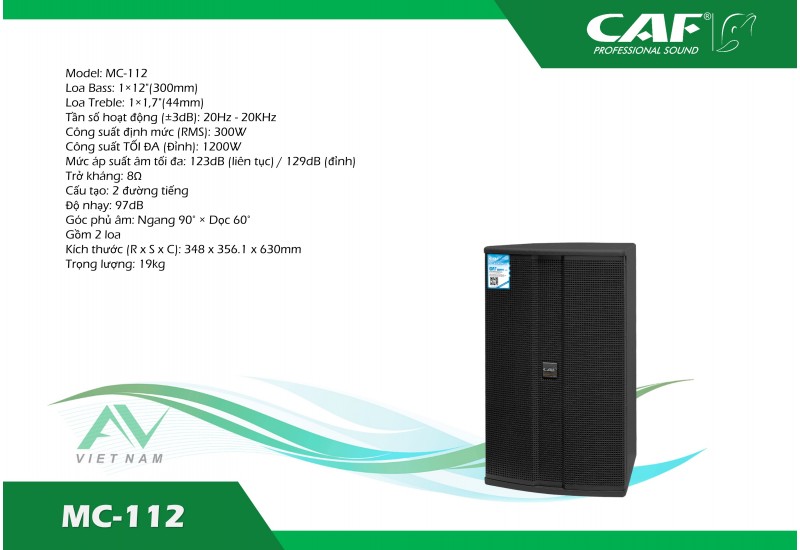 CAF®
PROFESSIONAL SOUND
Model: MC-112
Loa Bass: 1×12"(300mm)
Loa Treble: 1×1,7"(44mm)
Tần số hoạt động (±3dB): 20Hz - 20KHz
Công suất định mức (RMS): 300W
Công suất TỐI ĐA (Đỉnh): 1200W
Mức áp suất âm tối đa: 123dB (liên tục) / 129dB (đỉnh)
Trở kháng: 8Ω
Cấu tạo: 2 đường tiếng
Độ nhạy: 97dB
Góc phủ âm: Ngang 90° × Dọc 60°
Gồm 2 loa
Kích thước (R x S x C): 348 x 356.1 x 630mm
Trọng lượng: 19kg
AV
VIET NAM
MC-112